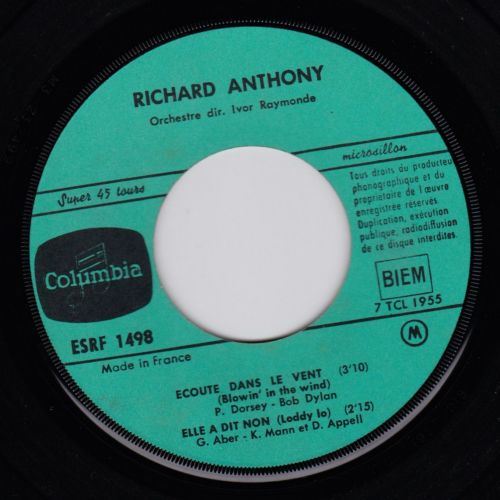 RICHARD ANTHONY
Orchestre dir. Ivor Raymonde
Super 45 tours
microsillon
Tous droits du producteur
phonographique et du
propriétaire de l'œuvre
enregistrée réservés.
Duplication, exécution
publique, radiodiffusion
de ce disque interdites.
Columbia
BIEM
7 TCL 1955
ESRF 1498
Made in France
M
ECOUTE DANS LE VENT (3'10)
(Blowin' in the wind)
P. Dorsey - Bob Dylan
ELLE A DIT NON (Loddy lo) (2'15)
G. Aber - K. Mann et D. Appell